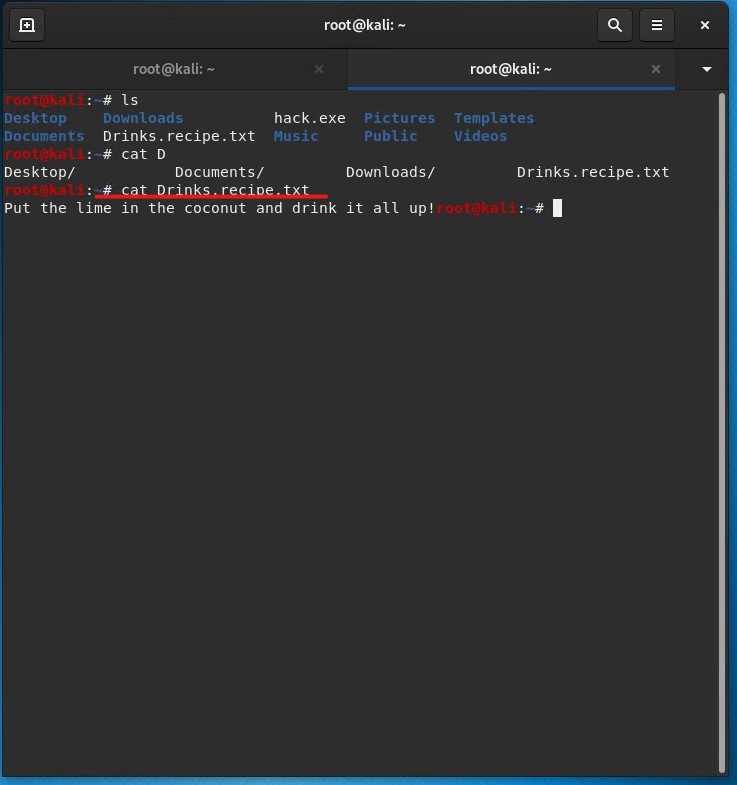 root@kali: ~
root@kali: ~ root@kali: ~
root@kali:~# ls
Desktop Downloads hack.exe Pictures Templates
Documents Drinks.recipe.txt Music Public Videos
root@kali:~# cat D
Desktop/ Documents/ Downloads/ Drinks.recipe.txt
root@kali:~# cat Drinks.recipe.txt
Put the lime in the coconut and drink it all up!root@kali:~#